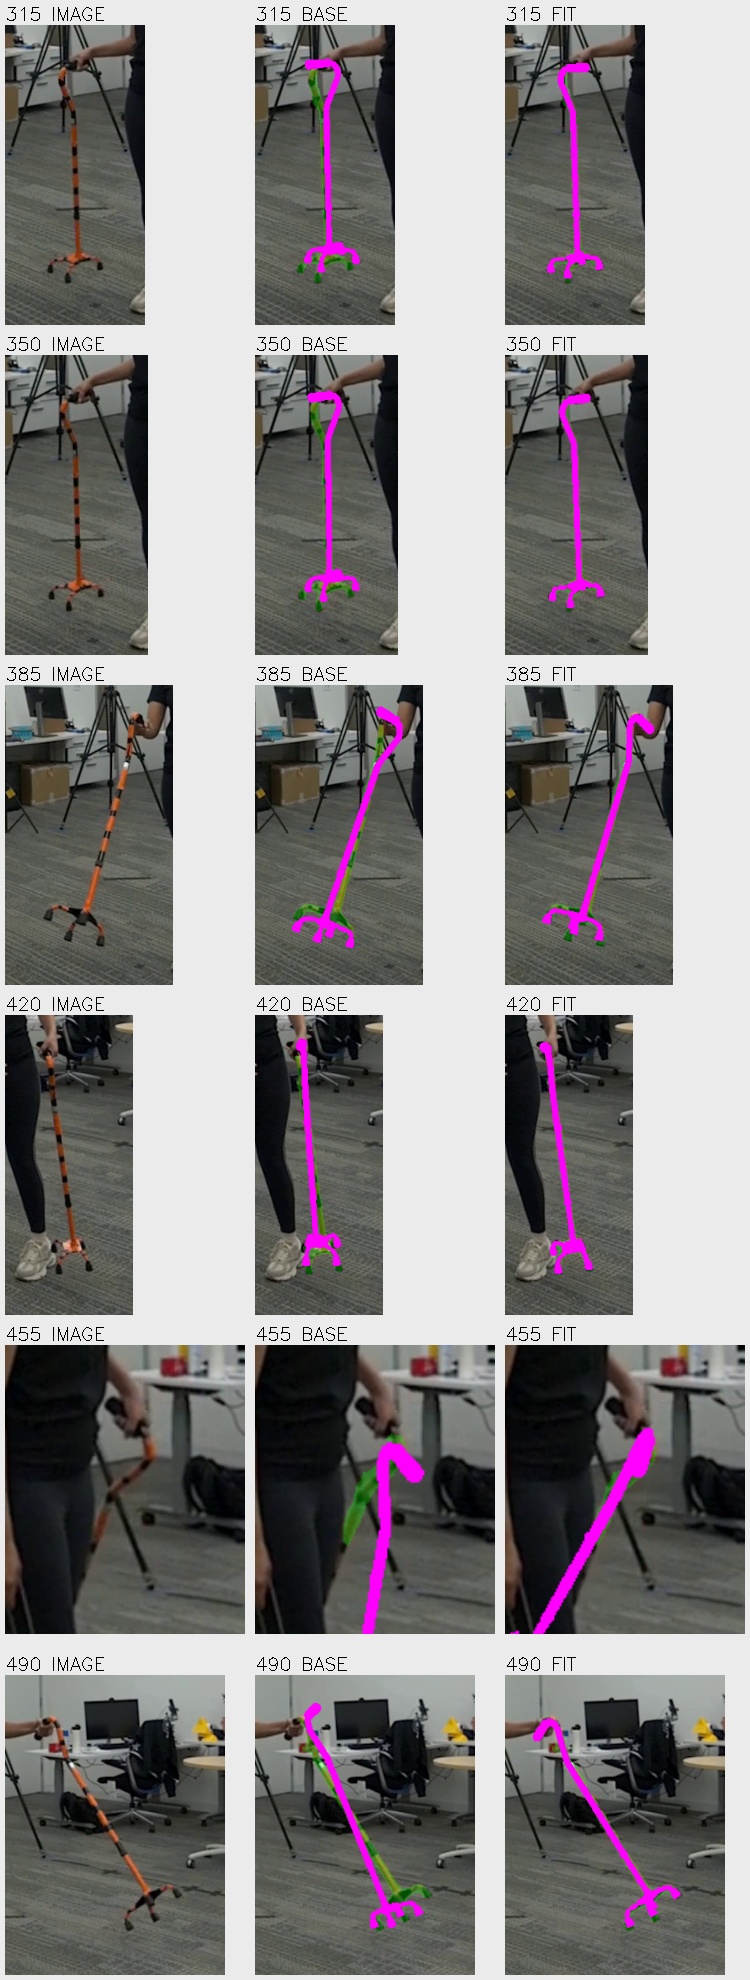 315 IMAGE
315 BASE
315 FIT
350 IMAGE
350 BASE
350 FIT
385 IMAGE
385 BASE
385 FIT
420 IMAGE
420 BASE
420 FIT
455 IMAGE
455 BASE
455 FIT
490 IMAGE
490 BASE
490 FIT